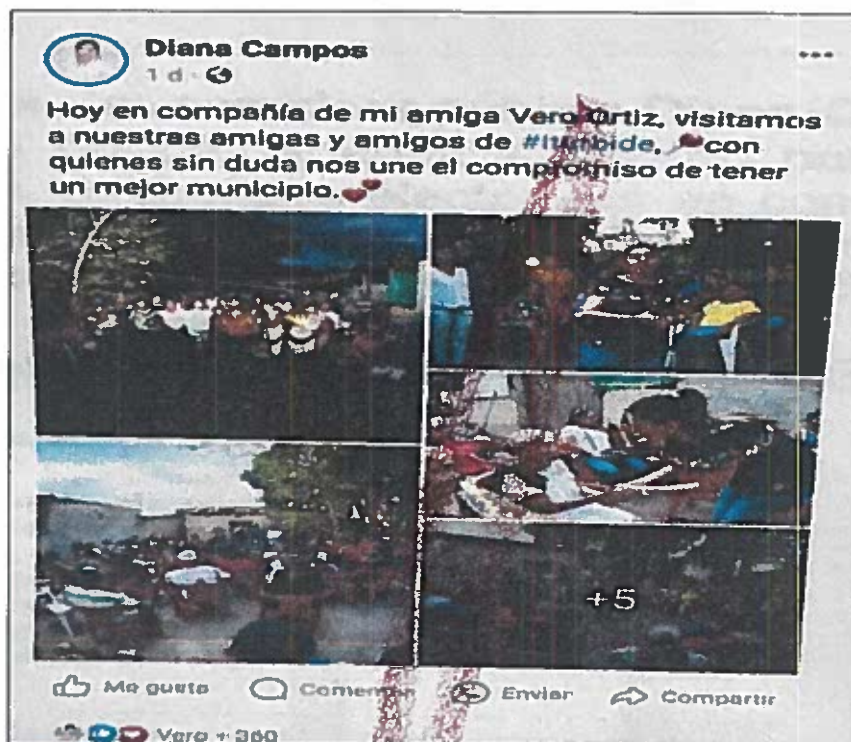 Diana Campos
1 d ·
Hoy en compañía de mi amiga Vero Ortiz, visitamos
a nuestras amigas y amigos de #Iturbide, con
quienes sin duda nos une el compromiso de tener
un mejor municipio.
+5
Me gusta Comentar Enviar Compartir
Vero + 360